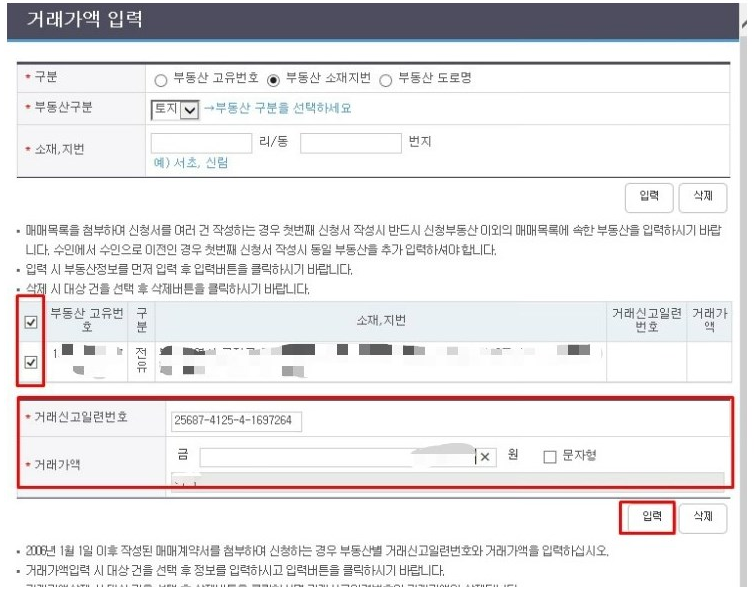 거래가액 입력
* 구분 부동산 고유번호 부동산 소재지번 부동산 도로명
* 부동산구분 토지 →부동산 구분을 선택하세요
* 소재,지번 리/동 번지
예) 서초, 신림
입력 삭제
• 매매목록을 첨부하여 신청서를 여러 건 작성하는 경우 첫번째 신청서 작성시 반드시 신청부동산 이외의 매매목록에 속한 부동산을 입력하시기 바랍
니다. 수인에서 수인으로 이전인 경우 첫번째 신청서 작성시 동일 부동산을 추가 입력하셔야 합니다.
• 입력 시 부동산정보를 먼저 입력 후 입력버튼을 클릭하시기 바랍니다.
• 삭제 시 대상 건을 선택 후 삭제버튼을 클릭하시기 바랍니다.
부동산 고유번호 구분 소재,지번 거래신고일련번호 거래가액
1 전유
* 거래신고일련번호 25687-4125-4-1697264
* 거래가액 금 × 원 문자형
입력 삭제
• 2006년 1월 1일 이후 작성된 매매계약서를 첨부하여 신청하는 경우 부동산별 거래신고일련번호와 거래가액을 입력하십시오.
• 거래가액입력 시 대상 건을 선택 후 정보를 입력하시고 입력버튼을 클릭하시기 바랍니다.